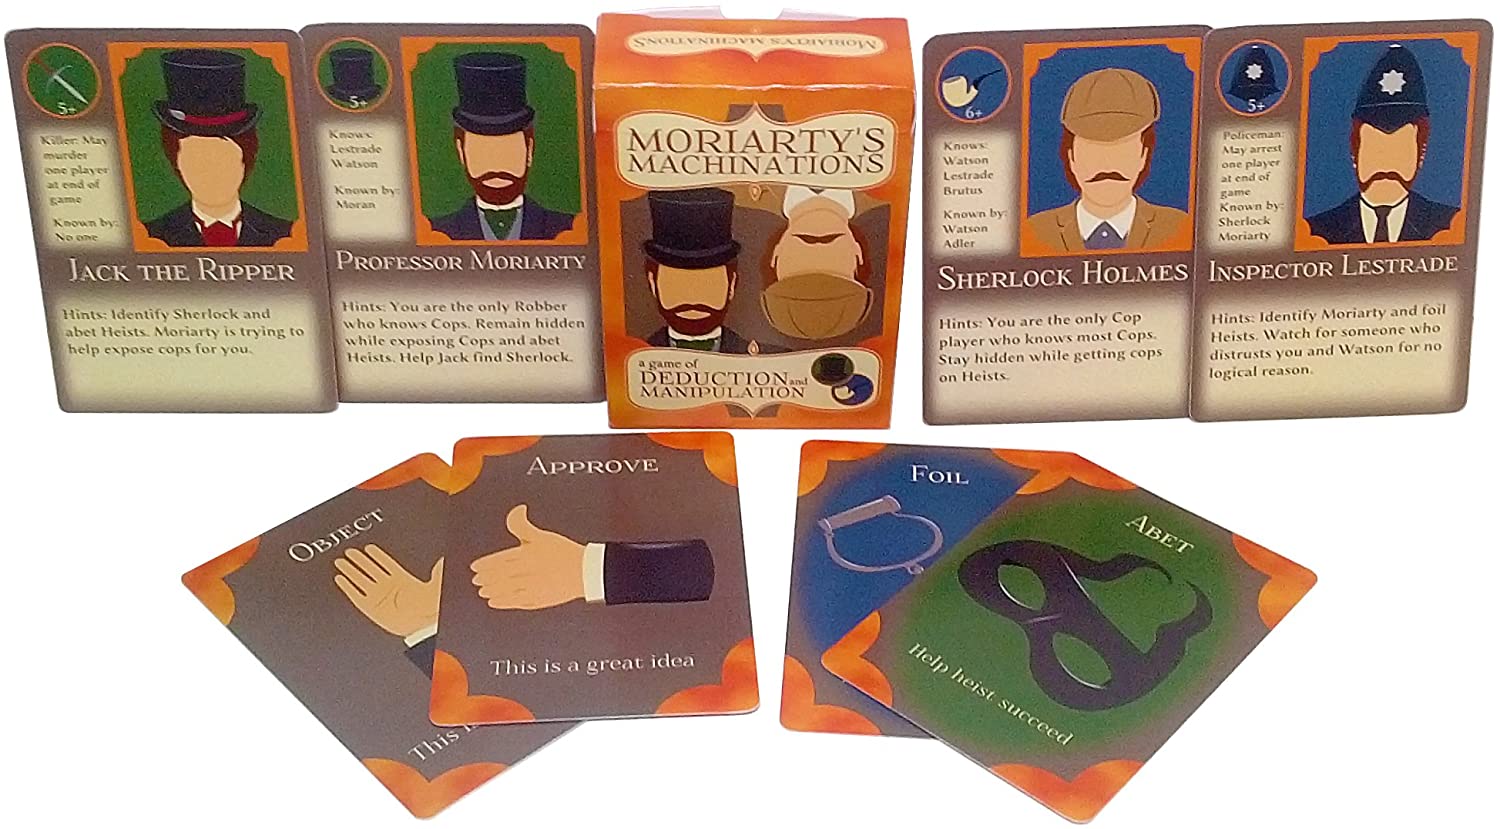 5+
Killer: May
murder
one player
at end of
game
Known by:
No one
JACK THE RIPPER
Hints: Identify Sherlock and
abet Heists. Moriarty is trying to
help expose cops for you.
5+
Knows:
Lestrade
Watson
Known by:
Moran
PROFESSOR MORIARTY
Hints: You are the only Robber
who knows Cops. Remain hidden
while exposing Cops and abet
Heists. Help Jack find Sherlock.
MORIARTY'S MACHINATIONS
MORIARTY'S
MACHINATIONS
a game of
DEDUCTION and
MANIPULATION
6+
Knows:
Watson
Lestrade
Brutus
Known by:
Watson
Adler
SHERLOCK HOLMES
Hints: You are the only Cop
player who knows most Cops.
Stay hidden while getting cops
on Heists.
5+
Policeman:
May arrest
one player
at end of
game
Known by:
Sherlock
Moriarty
INSPECTOR LESTRADE
Hints: Identify Moriarty and foil
Heists. Watch for someone who
distrusts you and Watson for no
logical reason.
OBJECT
This
APPROVE
This is a great idea
FOIL
ABET
Help heist succeed